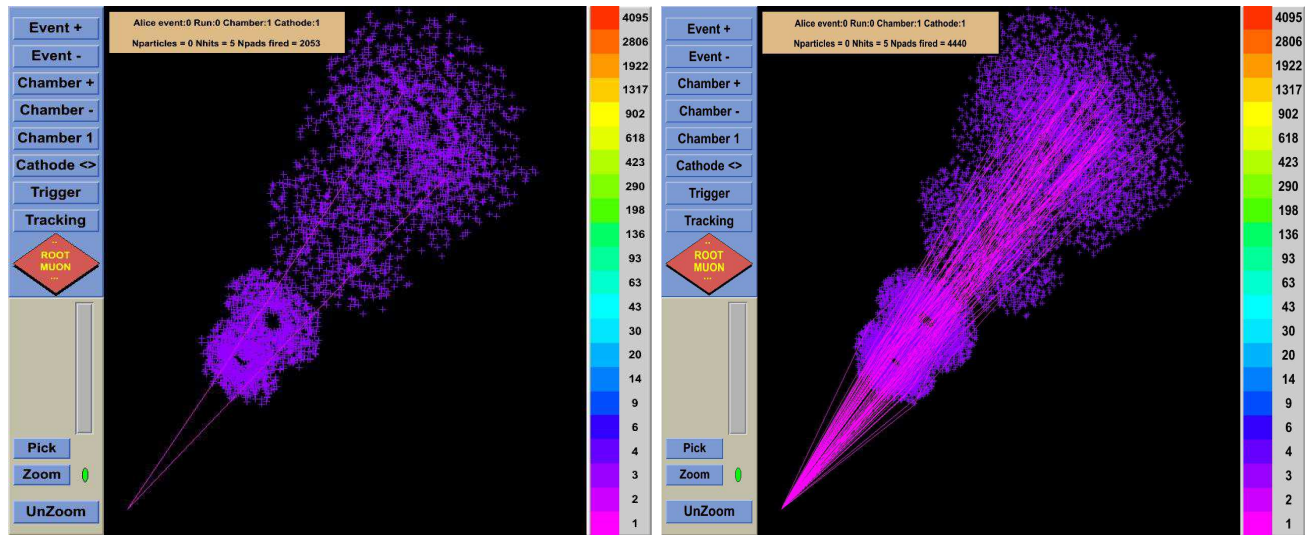 Alice event:0 Run:0 Chamber:1 Cathode:1
Nparticles = 0 Nhits = 5 Npads fired = 2053
Event +
Event -
Chamber +
Chamber -
Chamber 1
Cathode <>
Trigger
Tracking
..
ROOT
MUON
...
Pick
Zoom
UnZoom
4095
2806
1922
1317
902
618
423
290
198
136
93
63
43
30
20
14
9
6
4
3
2
1
Alice event:0 Run:0 Chamber:1 Cathode:1
Nparticles = 0 Nhits = 5 Npads fired = 4440
Event +
Event -
Chamber +
Chamber -
Chamber 1
Cathode <>
Trigger
Tracking
..
ROOT
MUON
...
Pick
Zoom
UnZoom
4095
2806
1922
1317
902
618
423
290
198
136
93
63
43
30
20
14
9
6
4
3
2
1